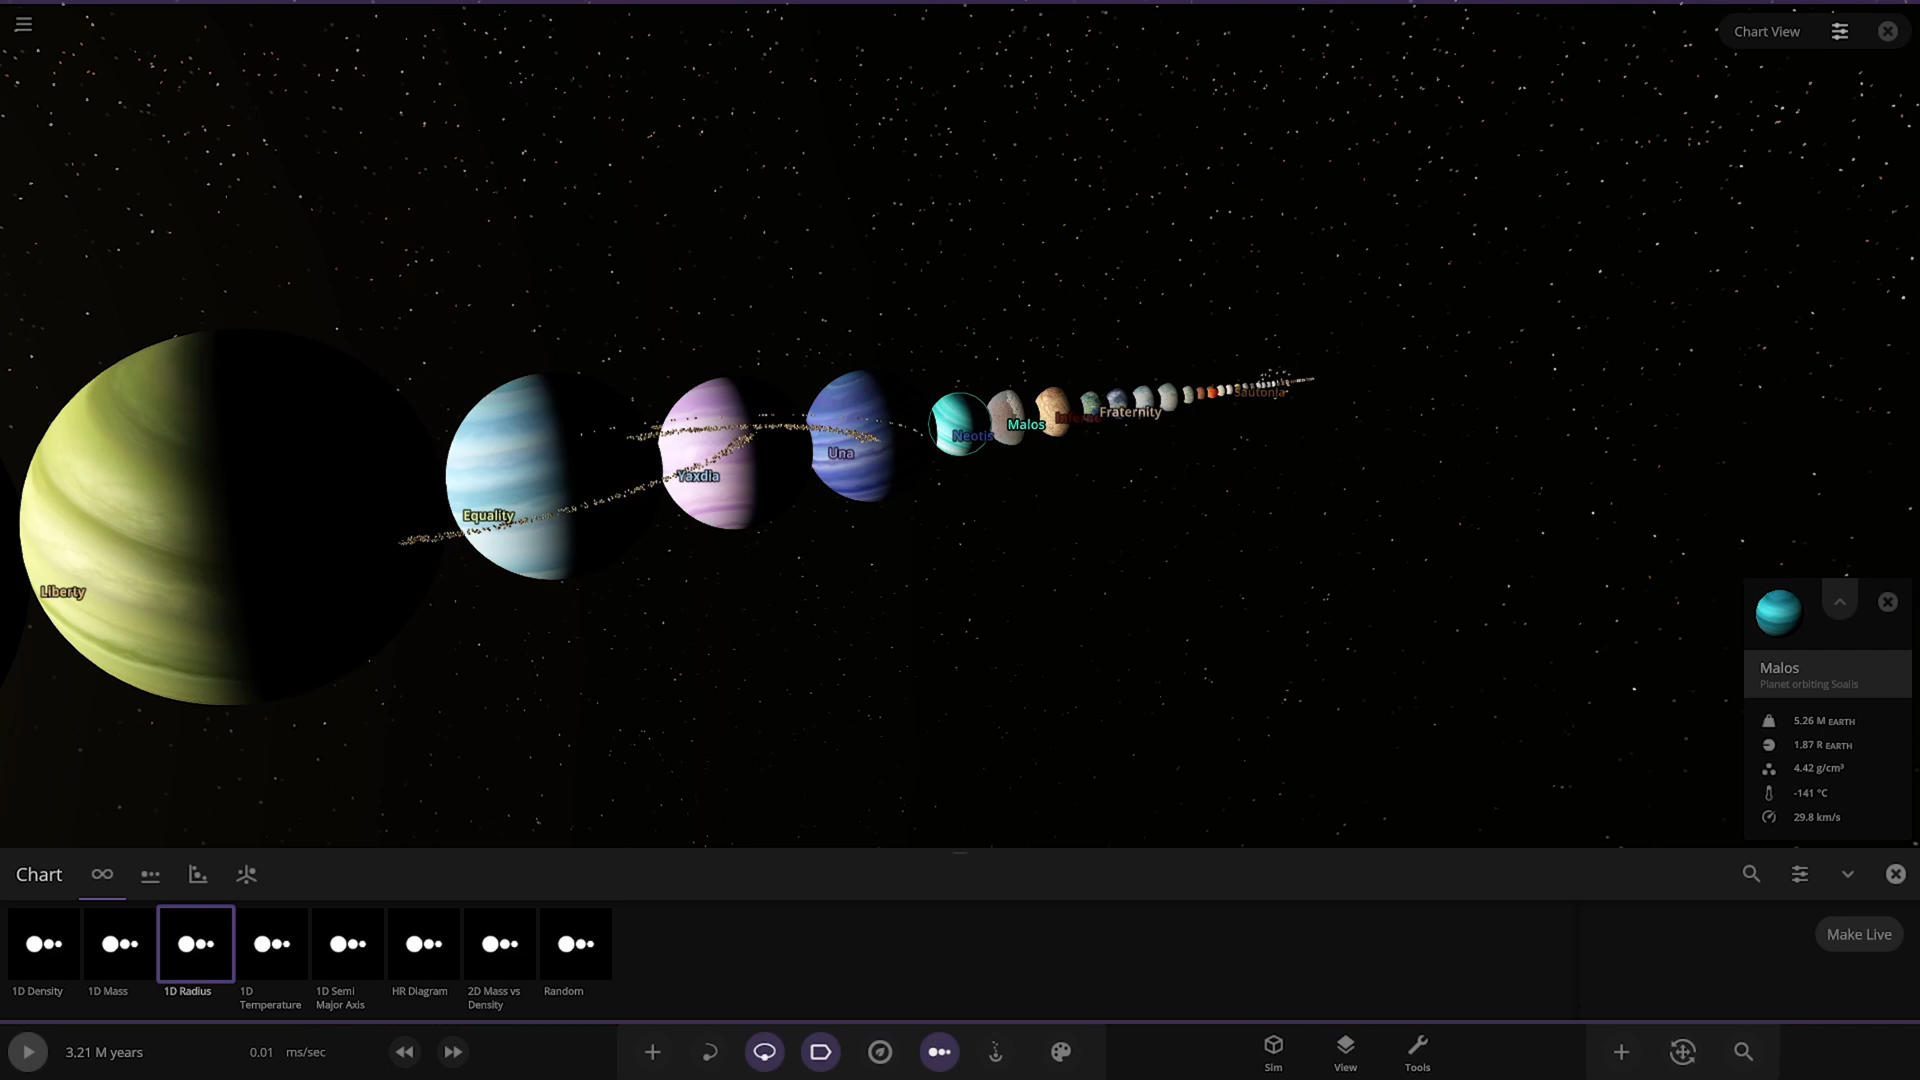 Chart View
Neotis
Malos
Inferno
Fraternity
Sautonia
Una
Yaxdia
Equality
Liberty
Malos
Planet orbiting Soalis
5.26 M EARTH
1.87 R EARTH
4.42 g/cm³
-141 °C
29.8 km/s
Chart
1D Density
1D Mass
1D Radius
1D
Temperature
1D Semi
Major Axis
HR Diagram
2D Mass vs
Density
Random
Make Live
3.21 M years
0.01 ms/sec
Sim
View
Tools